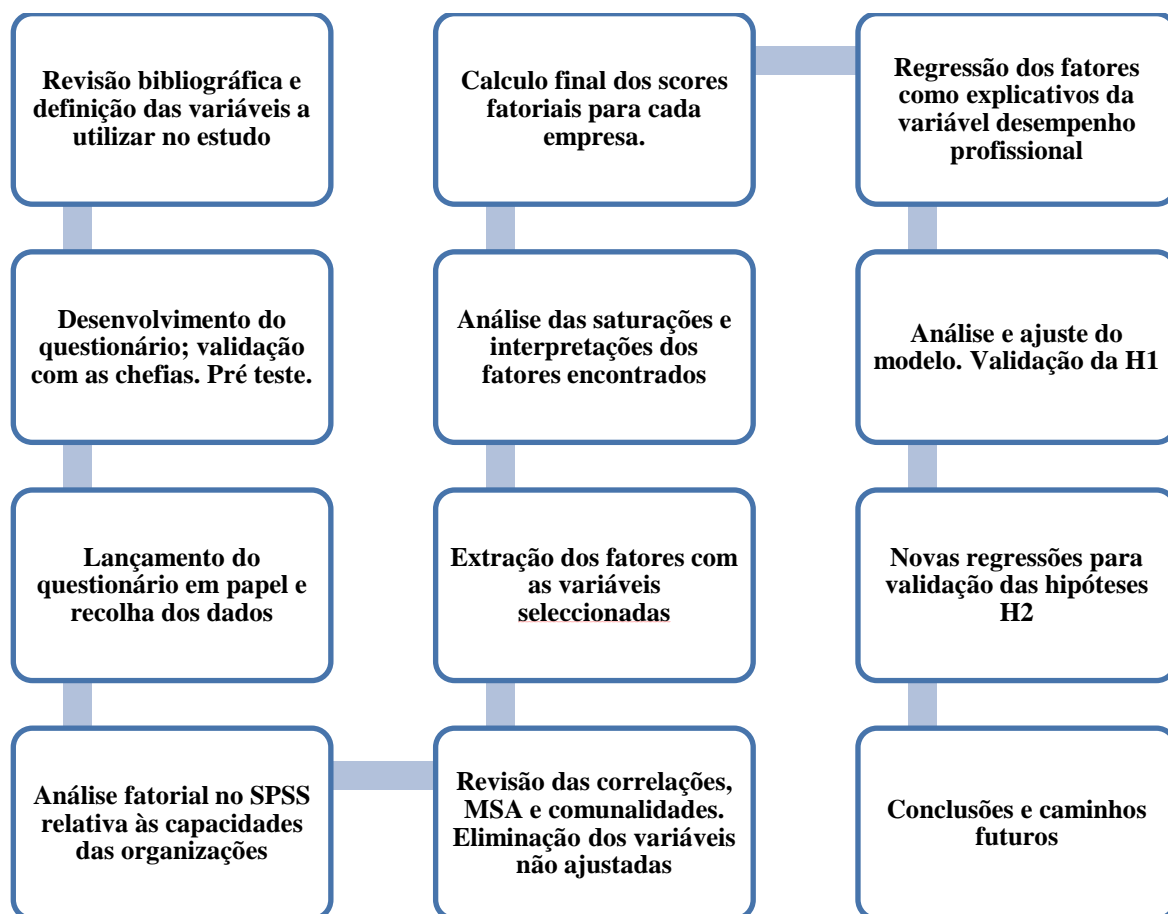 Revisão bibliográfica e
definição das variáveis a
utilizar no estudo
Desenvolvimento do
questionário; validação
com as chefias. Pré teste.
Lançamento do
questionário em papel e
recolha dos dados
Análise fatorial no SPSS
relativa às capacidades
das organizações
Revisão das correlações,
MSA e comunalidades.
Eliminação dos variáveis
não ajustadas
Extração dos fatores com
as variáveis
seleccionadas
Análise das saturações e
interpretações dos
fatores encontrados
Calculo final dos scores
fatoriais para cada
empresa.
Regressão dos fatores
como explicativos da
variável desempenho
profissional
Análise e ajuste do
modelo. Validação da H1
Novas regressões para
validação das hipóteses
H2
Conclusões e caminhos
futuros